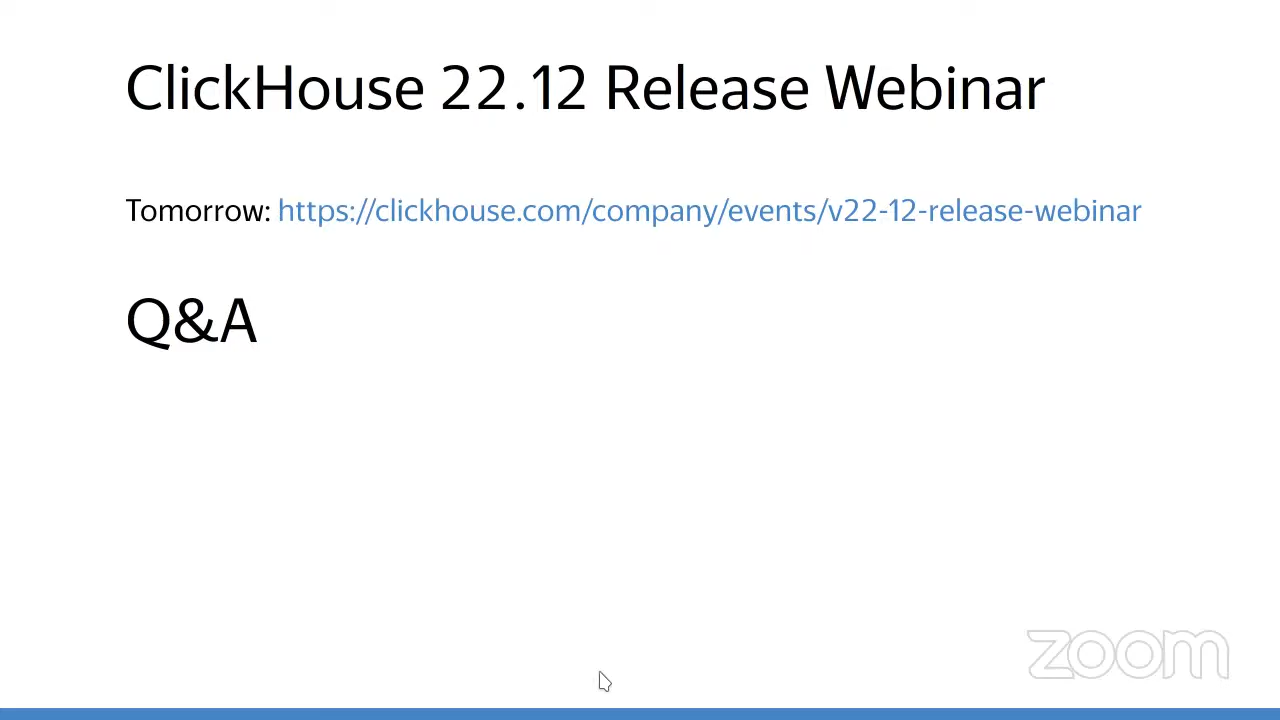 ClickHouse 22.12 Release Webinar
Tomorrow: https://clickhouse.com/company/events/v22-12-release-webinar
Q&A
zoom